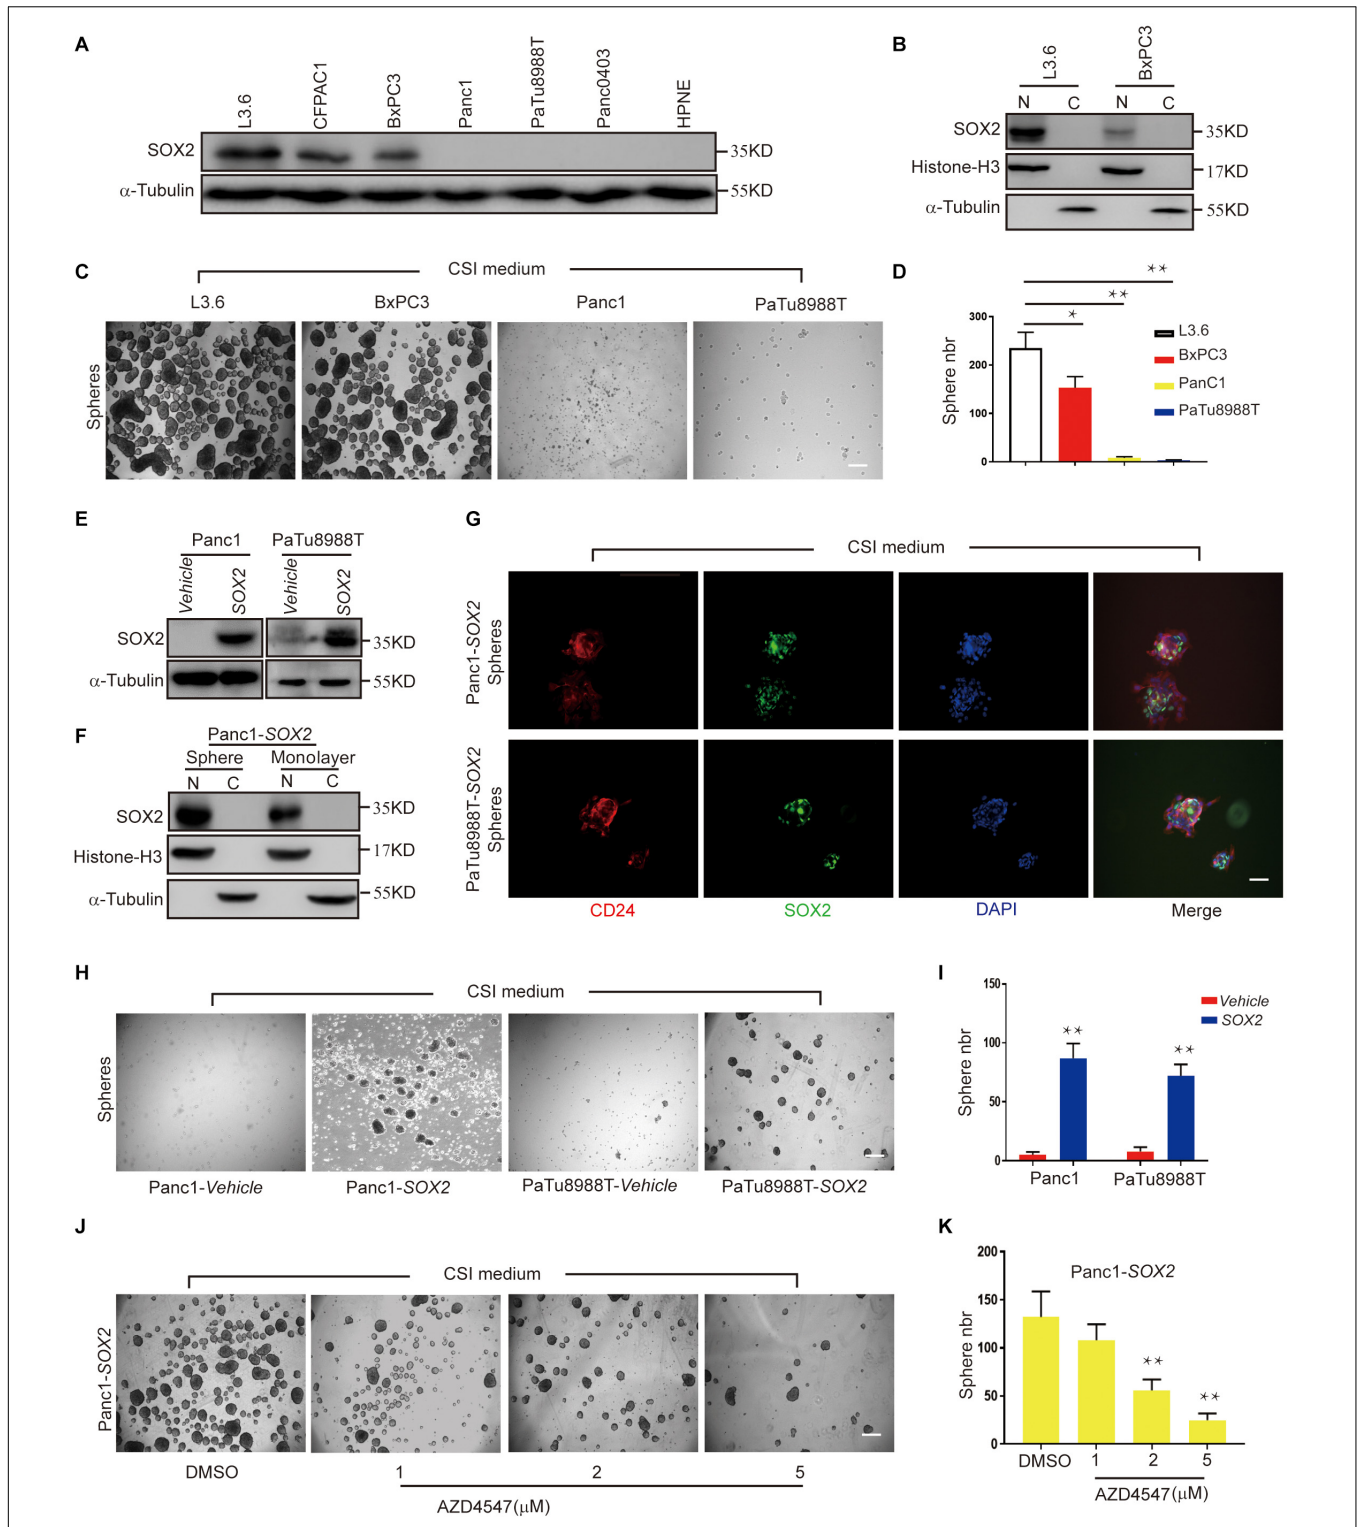 A
L3.6
CFPAC1
BxPC3
Panc1
PaTu8988T
Panc0403
HPNE
SOX2
35KD
α-Tubulin
55KD
B
L3.6
BxPC3
N C N C
SOX2
35KD
Histone-H3
17KD
α-Tubulin
55KD
C
CSI medium
L3.6
BxPC3
Panc1
PaTu8988T
Spheres
D
**
**
*
300
200
100
0
Sphere nbr
L3.6
BxPC3
PanC1
PaTu8988T
E
Panc1
PaTu8988T
Vehicle
SOX2
Vehicle
SOX2
SOX2
35KD
α-Tubulin
55KD
F
Panc1-SOX2
Sphere
Monolayer
N C N C
SOX2
35KD
Histone-H3
17KD
α-Tubulin
55KD
G
CSI medium
Panc1-SOX2
Spheres
PaTu8988T-SOX2
Spheres
CD24
SOX2
DAPI
Merge
H
CSI medium
Spheres
Panc1-Vehicle
Panc1-SOX2
PaTu8988T-Vehicle
PaTu8988T-SOX2
I
150
100
50
0
Sphere nbr
Vehicle
SOX2
**
**
Panc1
PaTu8988T
J
CSI medium
Panc1-SOX2
DMSO
1
2
5
AZD4547(μM)
K
200
150
100
50
0
Sphere nbr
Panc1-SOX2
**
**
DMSO
1
2
5
AZD4547(μM)